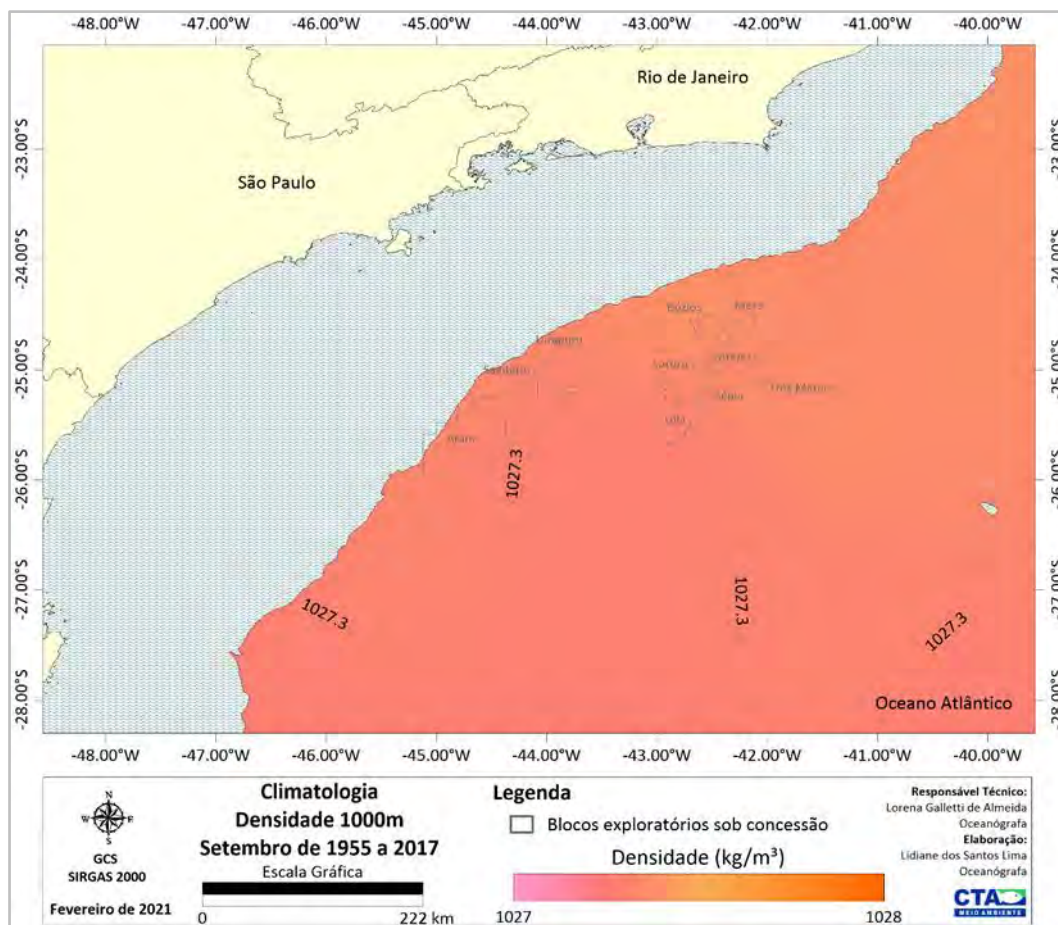 -48.00°W -47.00°W -46.00°W -45.00°W -44.00°W -43.00°W -42.00°W -41.00°W -40.00°W
Rio de Janeiro
-23.00°S -23.00°S
São Paulo
-24.00°S -24.00°S
Búzios
-25.00°S -25.00°S
Sépia
1027.3
-26.00°S -26.00°S
1027.3 1027.3 1027.3
-27.00°S -27.00°S
Oceano Atlântico
-28.00°S -28.00°S
-48.00°W -47.00°W -46.00°W -45.00°W -44.00°W -43.00°W -42.00°W -41.00°W -40.00°W
N
W E
S
GCS
SIRGAS 2000
Fevereiro de 2021
Climatologia
Densidade 1000m
Setembro de 1955 a 2017
Escala Gráfica
0 222 km
Legenda
Blocos exploratórios sob concessão
Densidade (kg/m³)
1027 1028
Responsável Técnico:
Lorena Galletti de Almeida
Oceanógrafa
Elaboração:
Lidiane dos Santos Lima
Oceanógrafa
CTA
MEIO AMBIENTE